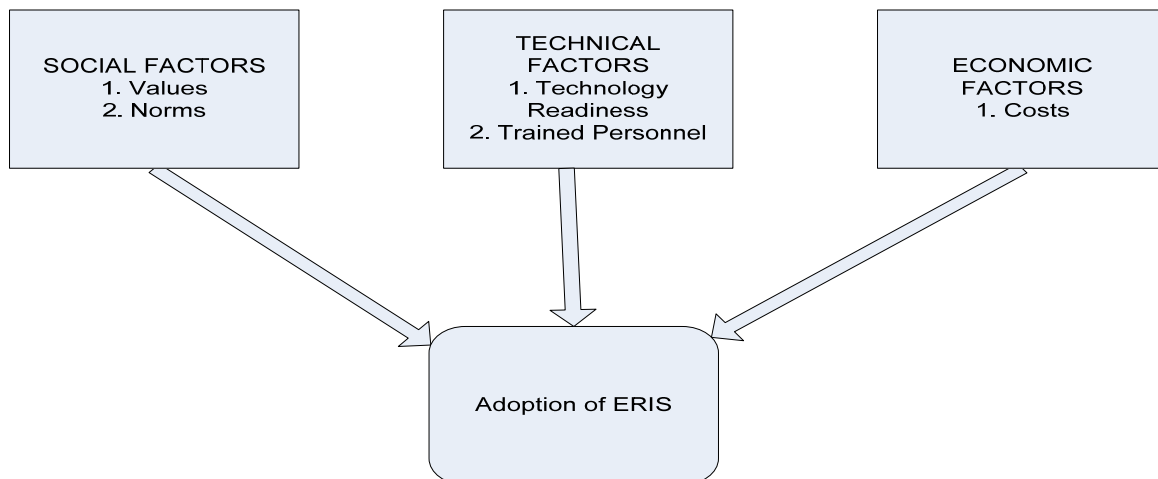 SOCIAL FACTORS
1. Values
2. Norms
TECHNICAL
FACTORS
1. Technology
Readiness
2. Trained Personnel
ECONOMIC
FACTORS
1. Costs
Adoption of ERIS